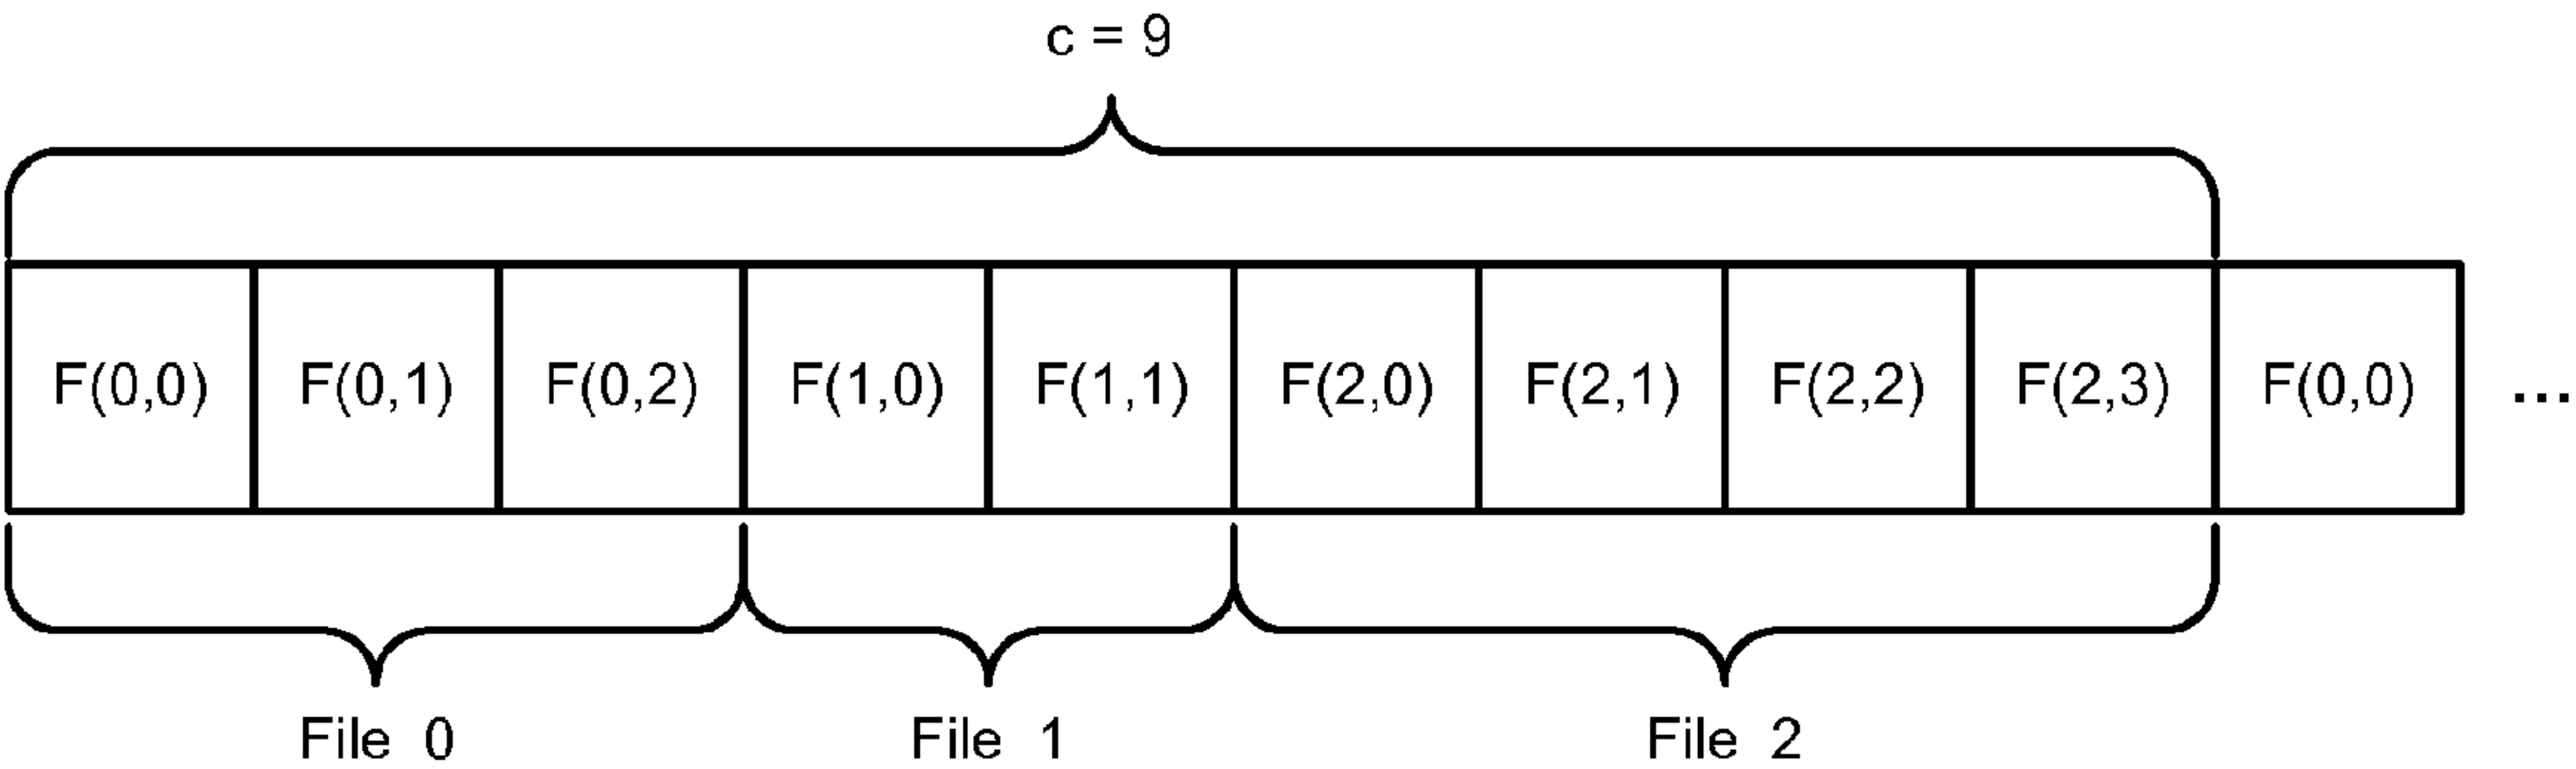 c = 9
F(0,0) F(0,1) F(0,2) F(1,0) F(1,1) F(2,0) F(2,1) F(2,2) F(2,3) F(0,0) ...
File 0 File 1 File 2